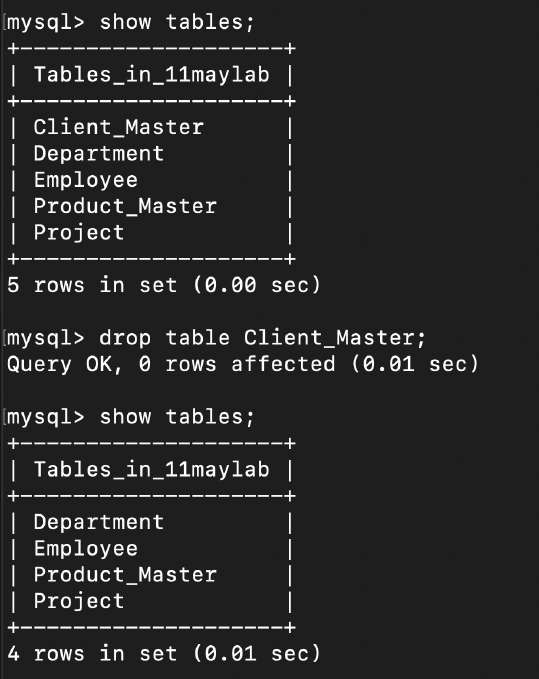 mysql> show tables;
+--------------------+
| Tables_in_11maylab |
+--------------------+
| Client_Master      |
| Department         |
| Employee           |
| Product_Master     |
| Project            |
+--------------------+
5 rows in set (0.00 sec)

mysql> drop table Client_Master;
Query OK, 0 rows affected (0.01 sec)

mysql> show tables;
+--------------------+
| Tables_in_11maylab |
+--------------------+
| Department         |
| Employee           |
| Product_Master     |
| Project            |
+--------------------+
4 rows in set (0.01 sec)